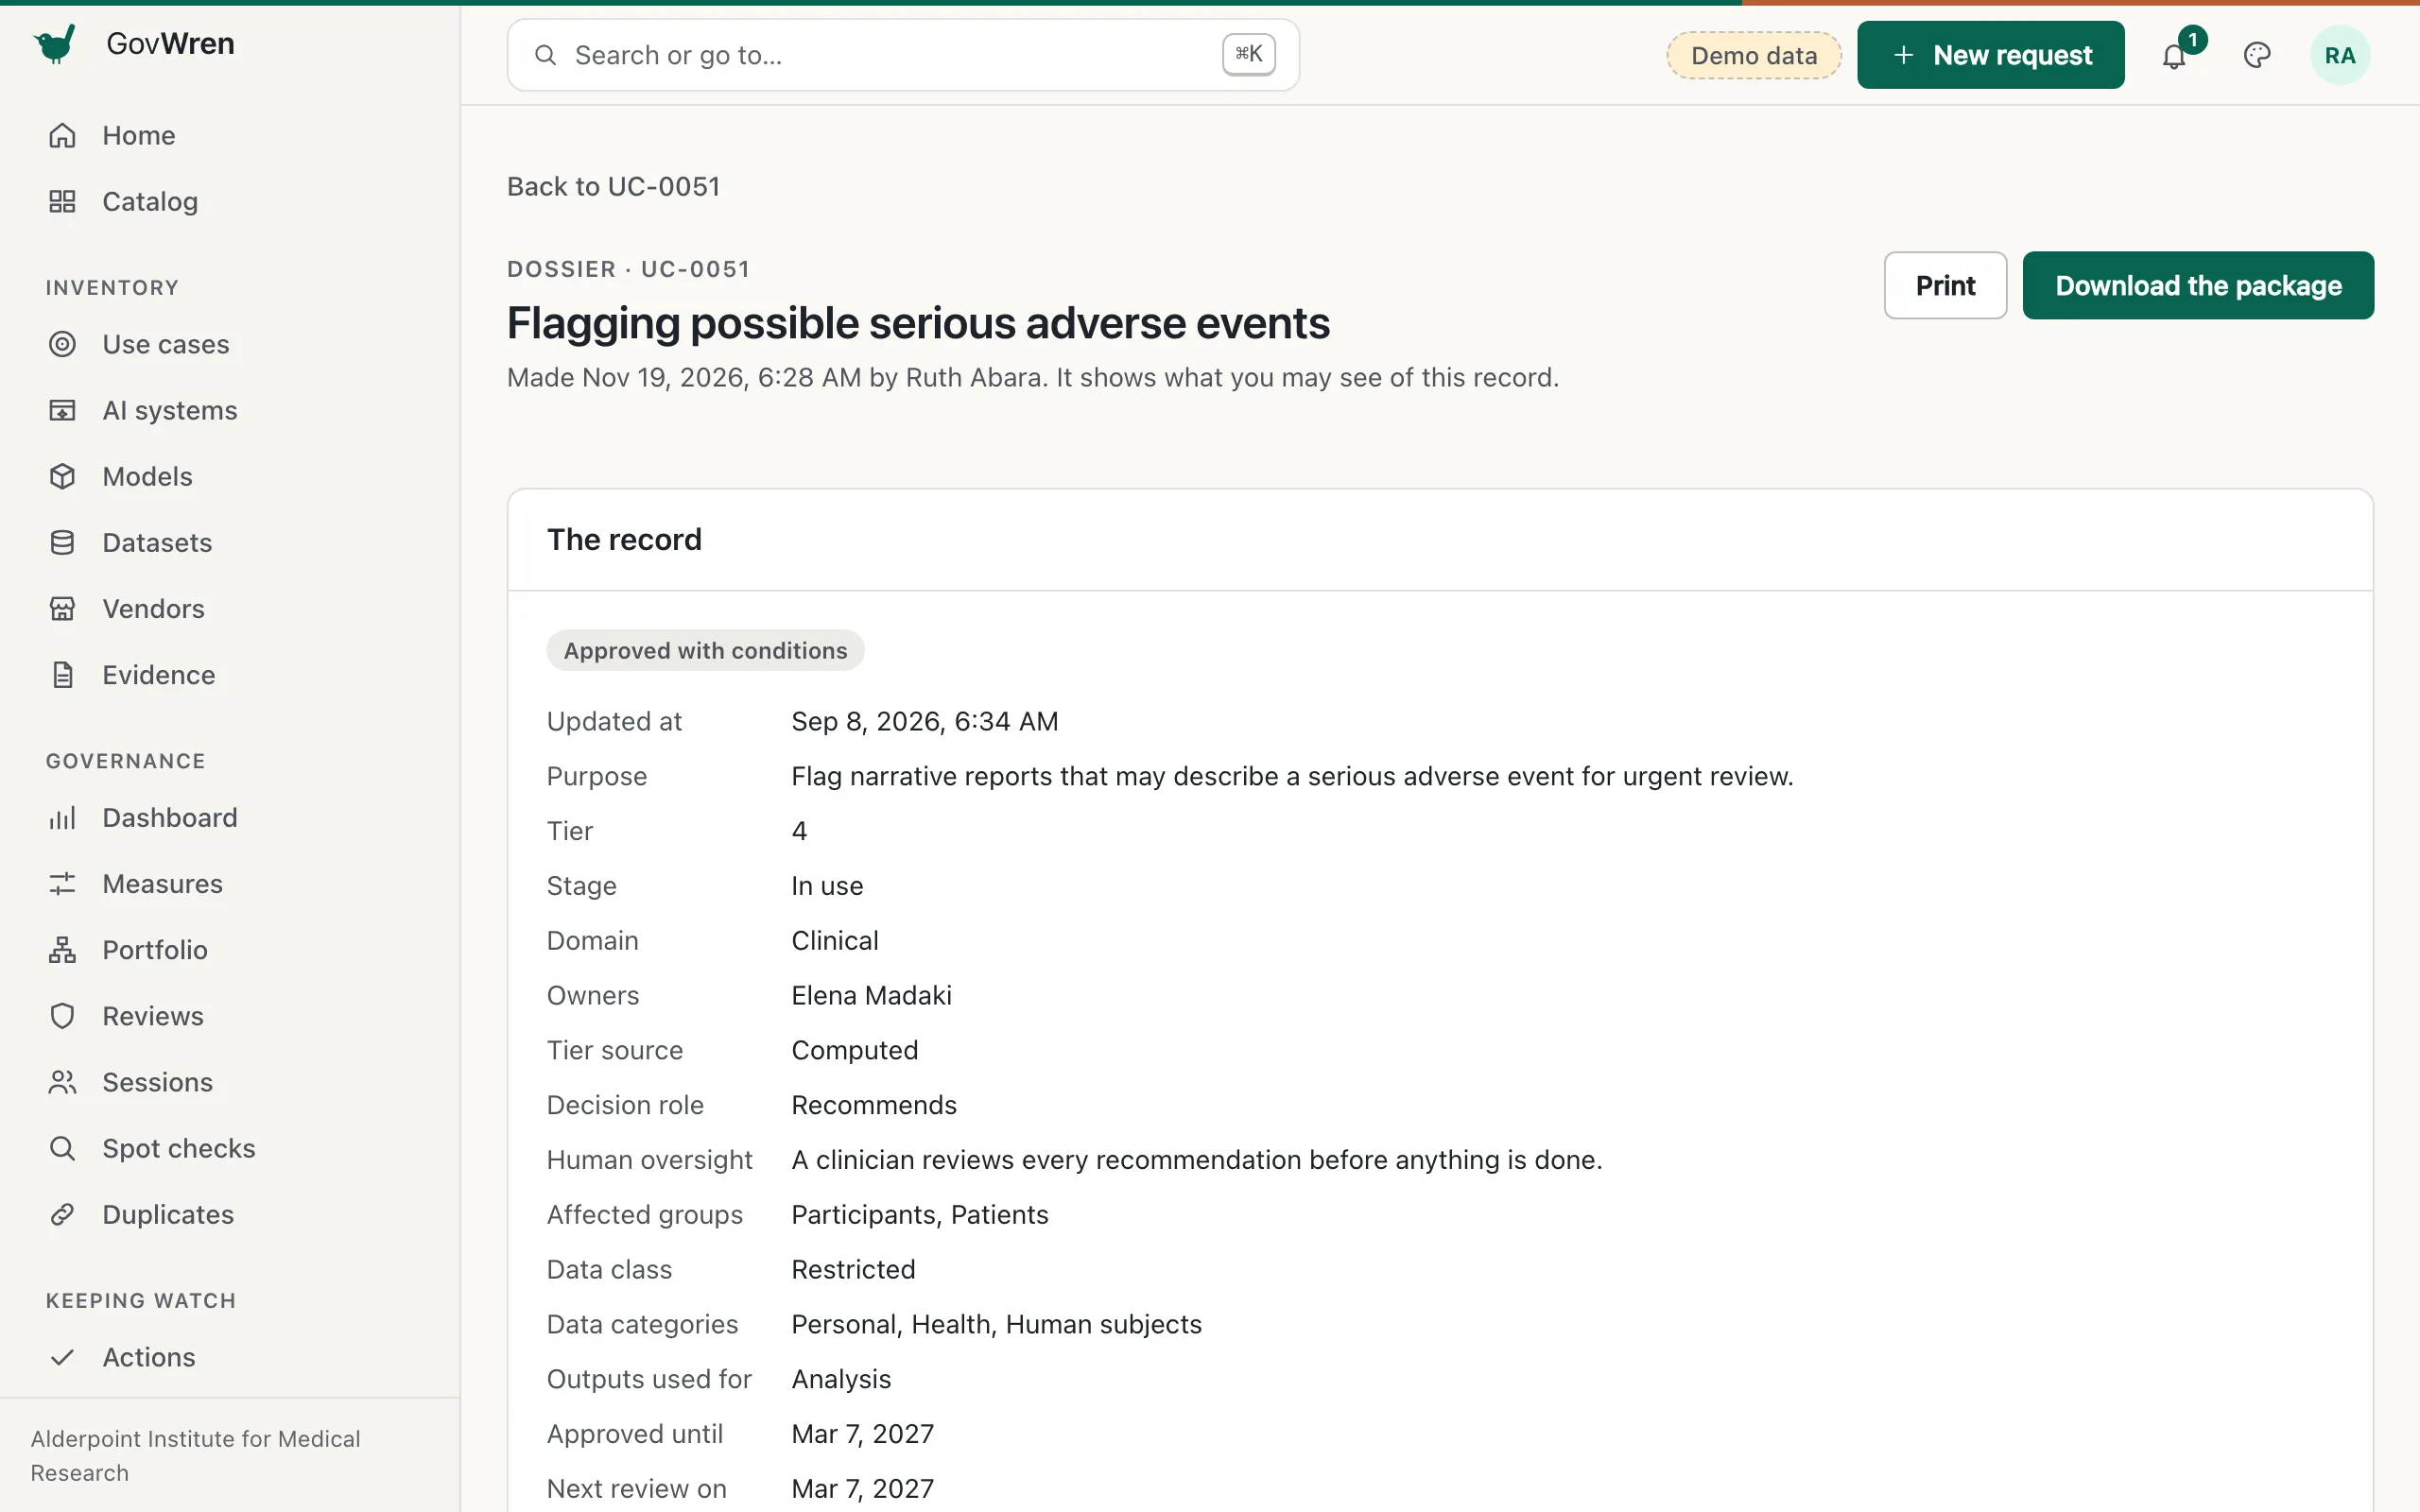 GovWren
Search or go to...
⌘K
Demo data
+ New request
1
RA
Home
Catalog
INVENTORY
Use cases
AI systems
Models
Datasets
Vendors
Evidence
GOVERNANCE
Dashboard
Measures
Portfolio
Reviews
Sessions
Spot checks
Duplicates
KEEPING WATCH
Actions
Alderpoint Institute for Medical
Research
Back to UC-0051
DOSSIER · UC-0051
Flagging possible serious adverse events
Made Nov 19, 2026, 6:28 AM by Ruth Abara. It shows what you may see of this record.
Print
Download the package
The record
Approved with conditions
Updated at Sep 8, 2026, 6:34 AM
Purpose Flag narrative reports that may describe a serious adverse event for urgent review.
Tier 4
Stage In use
Domain Clinical
Owners Elena Madaki
Tier source Computed
Decision role Recommends
Human oversight A clinician reviews every recommendation before anything is done.
Affected groups Participants, Patients
Data class Restricted
Data categories Personal, Health, Human subjects
Outputs used for Analysis
Approved until Mar 7, 2027
Next review on Mar 7, 2027